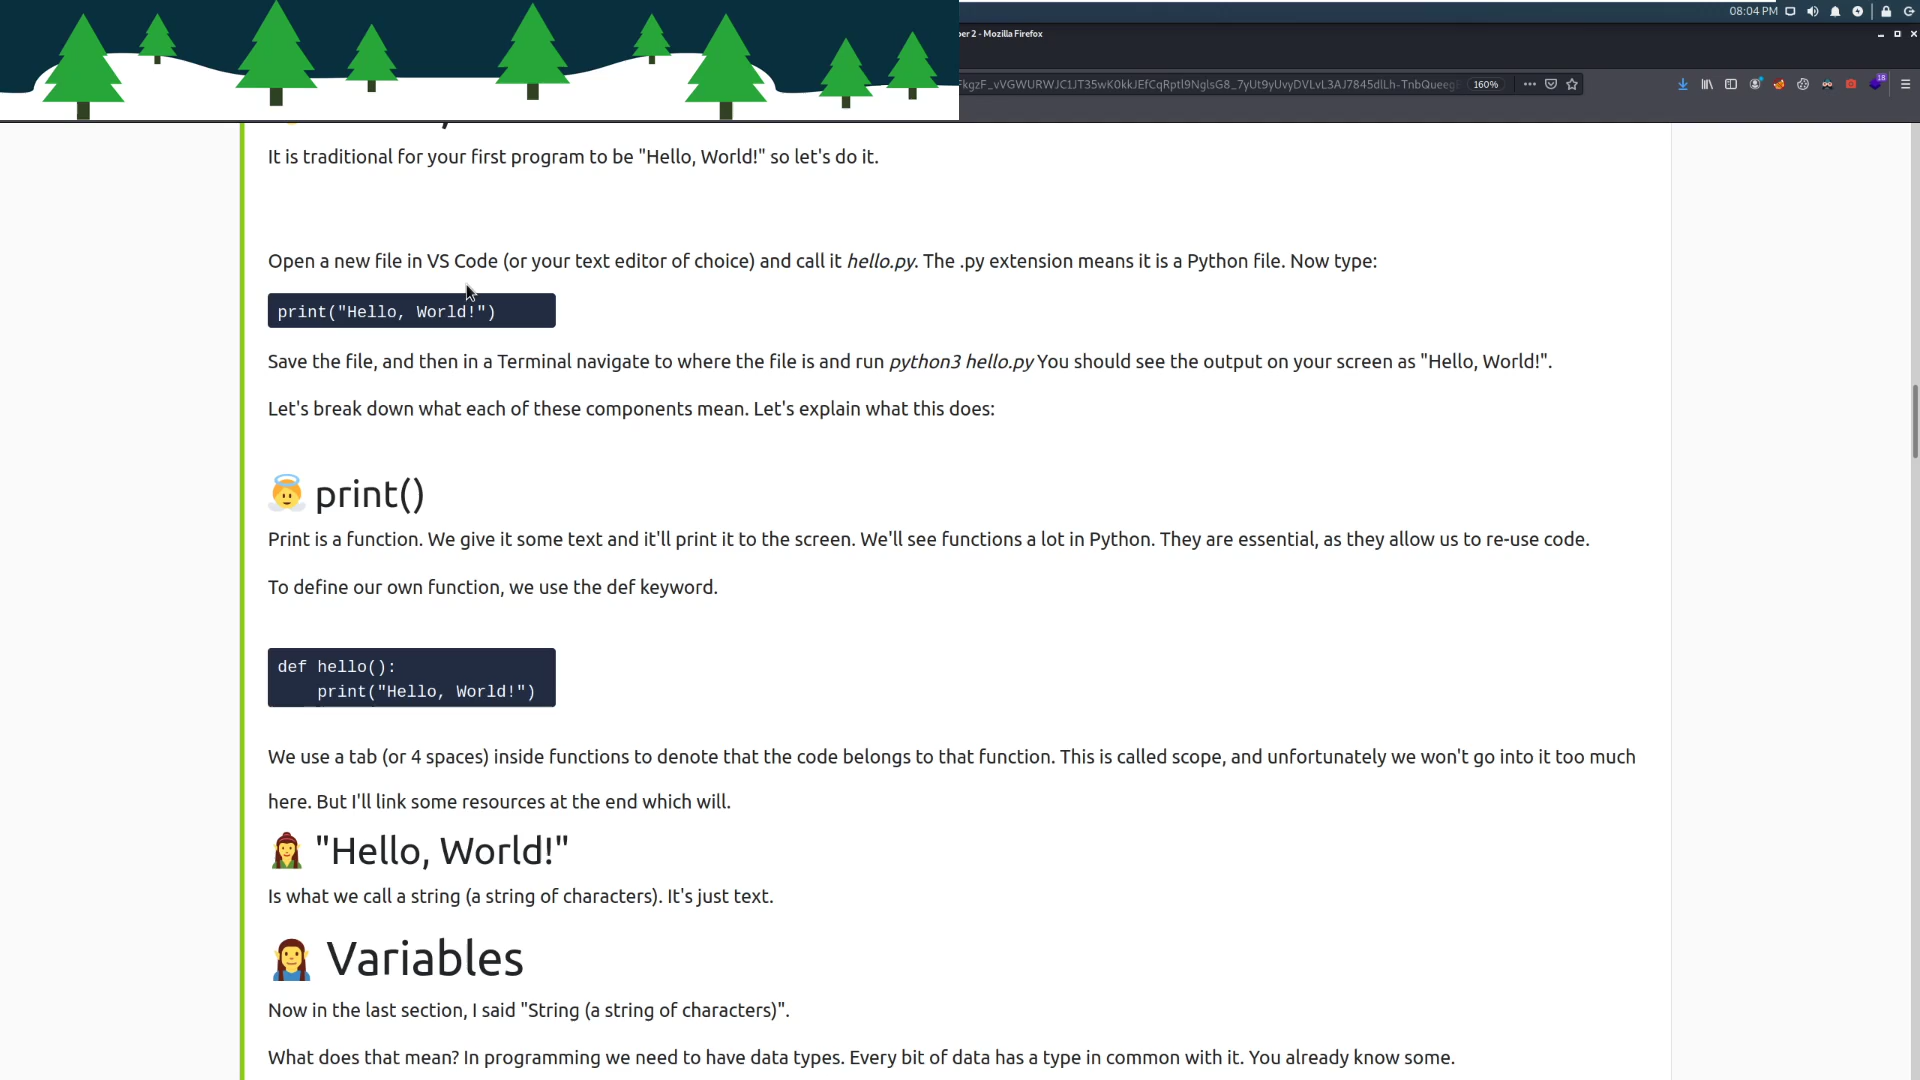 08:04 PM
per 2 - Mozilla Firefox
160%
18
It is traditional for your first program to be "Hello, World!" so let's do it.
Open a new file in VS Code (or your text editor of choice) and call it hello.py. The .py extension means it is a Python file. Now type:
print("Hello, World!")
Save the file, and then in a Terminal navigate to where the file is and run python3 hello.py You should see the output on your screen as "Hello, World!".
Let's break down what each of these components mean. Let's explain what this does:
print()
Print is a function. We give it some text and it'll print it to the screen. We'll see functions a lot in Python. They are essential, as they allow us to re-use code.
To define our own function, we use the def keyword.
def hello():
    print("Hello, World!")
We use a tab (or 4 spaces) inside functions to denote that the code belongs to that function. This is called scope, and unfortunately we won't go into it too much
here. But I'll link some resources at the end which will.
"Hello, World!"
Is what we call a string (a string of characters). It's just text.
Variables
Now in the last section, I said "String (a string of characters)".
What does that mean? In programming we need to have data types. Every bit of data has a type in common with it. You already know some.